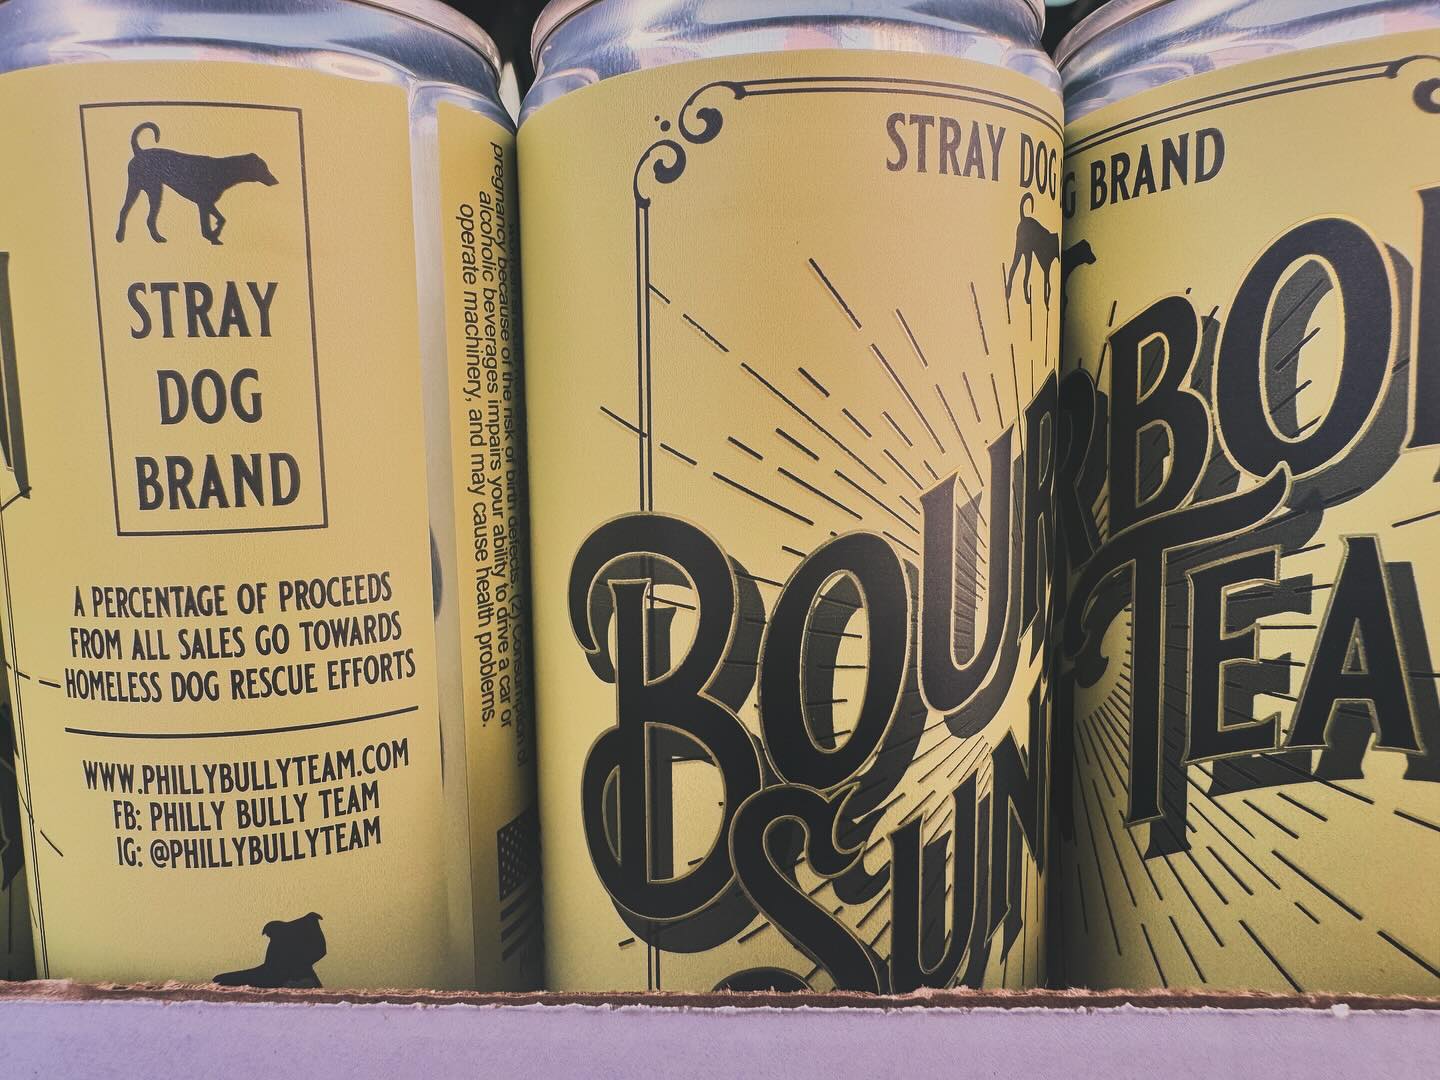 STRAY
DOG
BRAND
A PERCENTAGE OF PROCEEDS
FROM ALL SALES GO TOWARDS
HOMELESS DOG RESCUE EFFORTS
WWW.PHILLYBULLYTEAM.COM
FB: PHILLY BULLY TEAM
IG: @PHILLYBULLYTEAM
pregnancy because of the risk of birth defects. (2) Consumption of
alcoholic beverages impairs your ability to drive a car or
operate machinery, and may cause health problems.
STRAY DOG
BOUR
SUN
BRAND
RBO
TEA